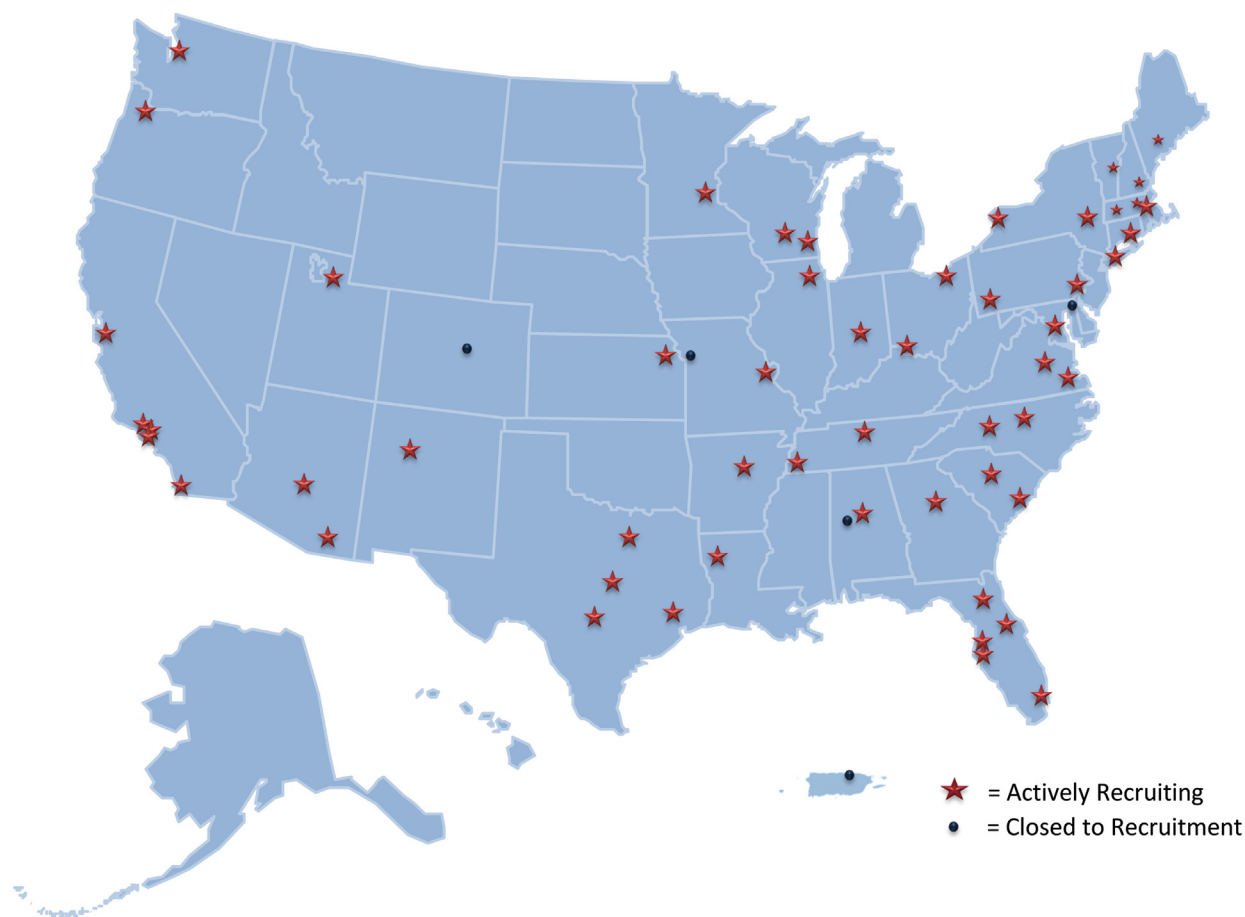 = Actively Recruiting
= Closed to Recruitment